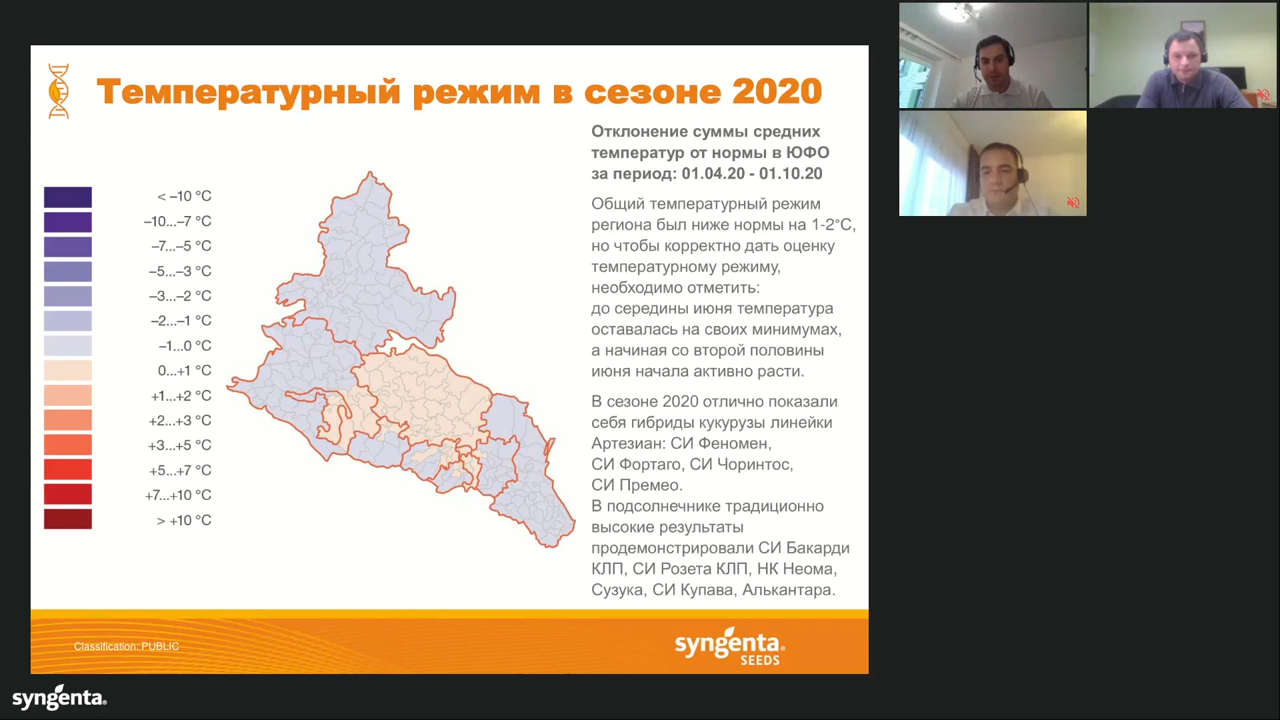 Температурный режим в сезоне 2020
< –10 °C
–10...–7 °C
–7...–5 °C
–5...–3 °C
–3...–2 °C
–2...–1 °C
–1...0 °C
0...+1 °C
+1...+2 °C
+2...+3 °C
+3...+5 °C
+5...+7 °C
+7...+10 °C
> +10 °C
Отклонение суммы средних
температур от нормы в ЮФО
за период: 01.04.20 - 01.10.20
Общий температурный режим
региона был ниже нормы на 1-2°С,
но чтобы корректно дать оценку
температурному режиму,
необходимо отметить:
до середины июня температура
оставалась на своих минимумах,
а начиная со второй половины
июня начала активно расти.
В сезоне 2020 отлично показали
себя гибриды кукурузы линейки
Артезиан: СИ Феномен,
СИ Фортаго, СИ Чоринтос,
СИ Премео.
В подсолнечнике традиционно
высокие результаты
продемонстрировали СИ Бакарди
КЛП, СИ Розета КЛП, НК Неома,
Сузука, СИ Купава, Алькантара.
Classification: PUBLIC
syngenta
SEEDS
syngenta